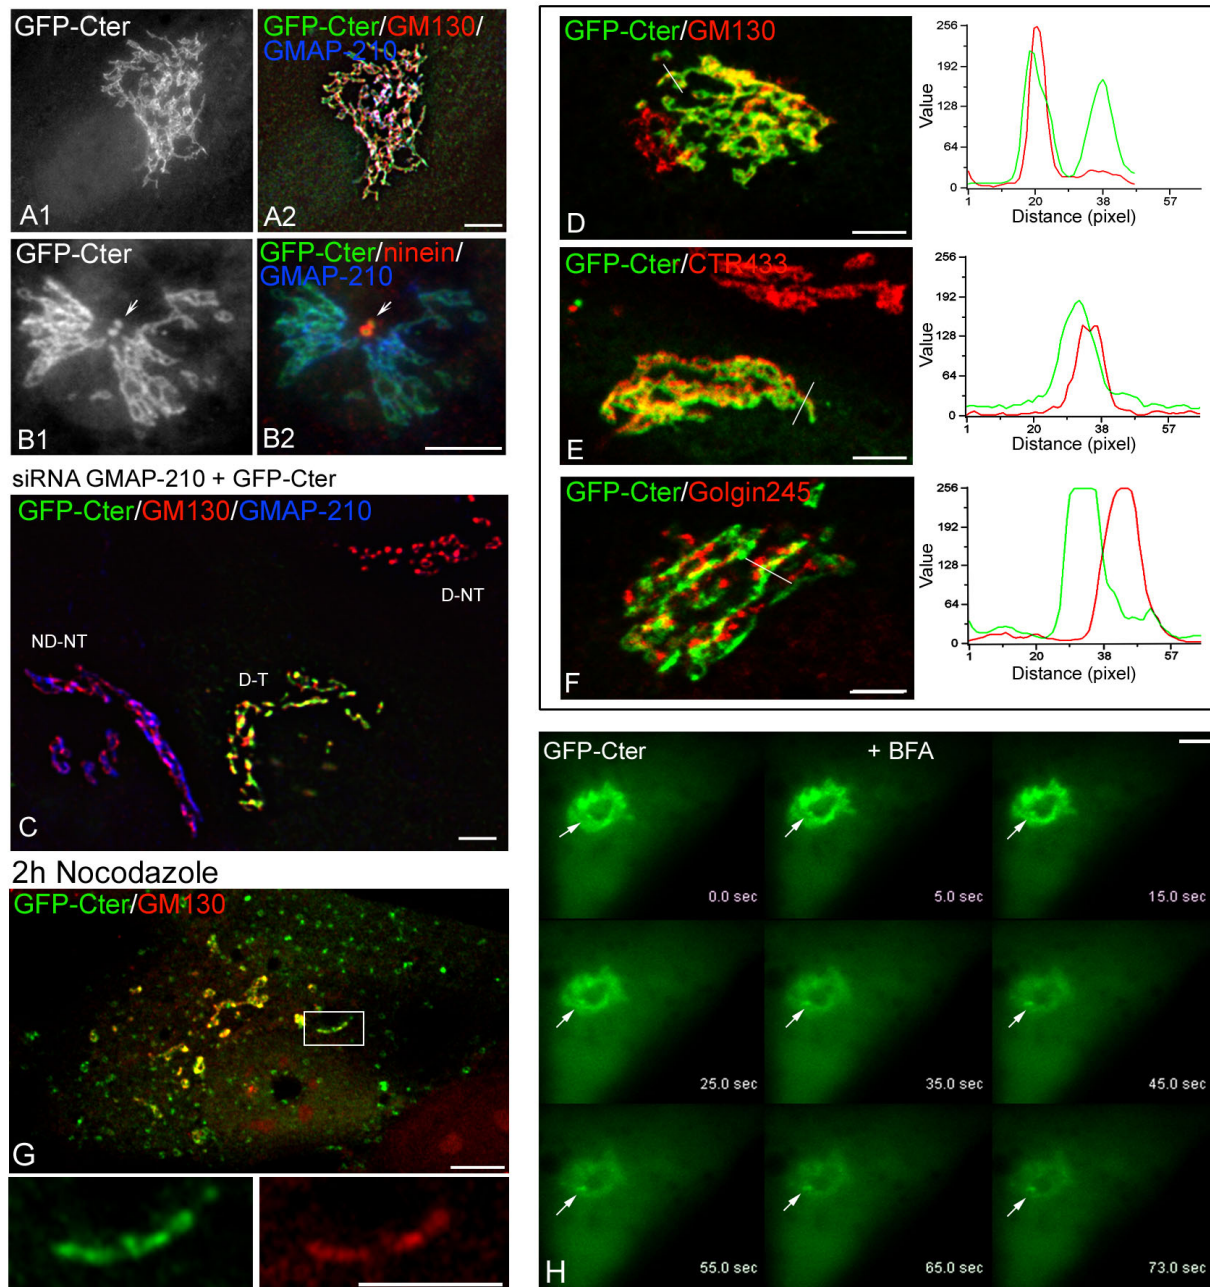 GFP-Cter
A1
GFP-Cter/GM130/
GMAP-210
A2
GFP-Cter
B1
GFP-Cter/ninein/
GMAP-210
B2
siRNA GMAP-210 + GFP-Cter
GFP-Cter/GM130/GMAP-210
D-NT
ND-NT
D-T
C
2h Nocodazole
GFP-Cter/GM130
G
GFP-Cter/GM130
D
256
192
128
64
0
Value
1
20
38
57
Distance (pixel)
GFP-Cter/CTR433
E
256
192
128
64
0
Value
1
20
38
57
Distance (pixel)
GFP-Cter/Golgin245
F
256
192
128
64
0
Value
1
20
38
57
Distance (pixel)
GFP-Cter
+ BFA
0.0 sec
5.0 sec
15.0 sec
25.0 sec
35.0 sec
45.0 sec
55.0 sec
65.0 sec
73.0 sec
H